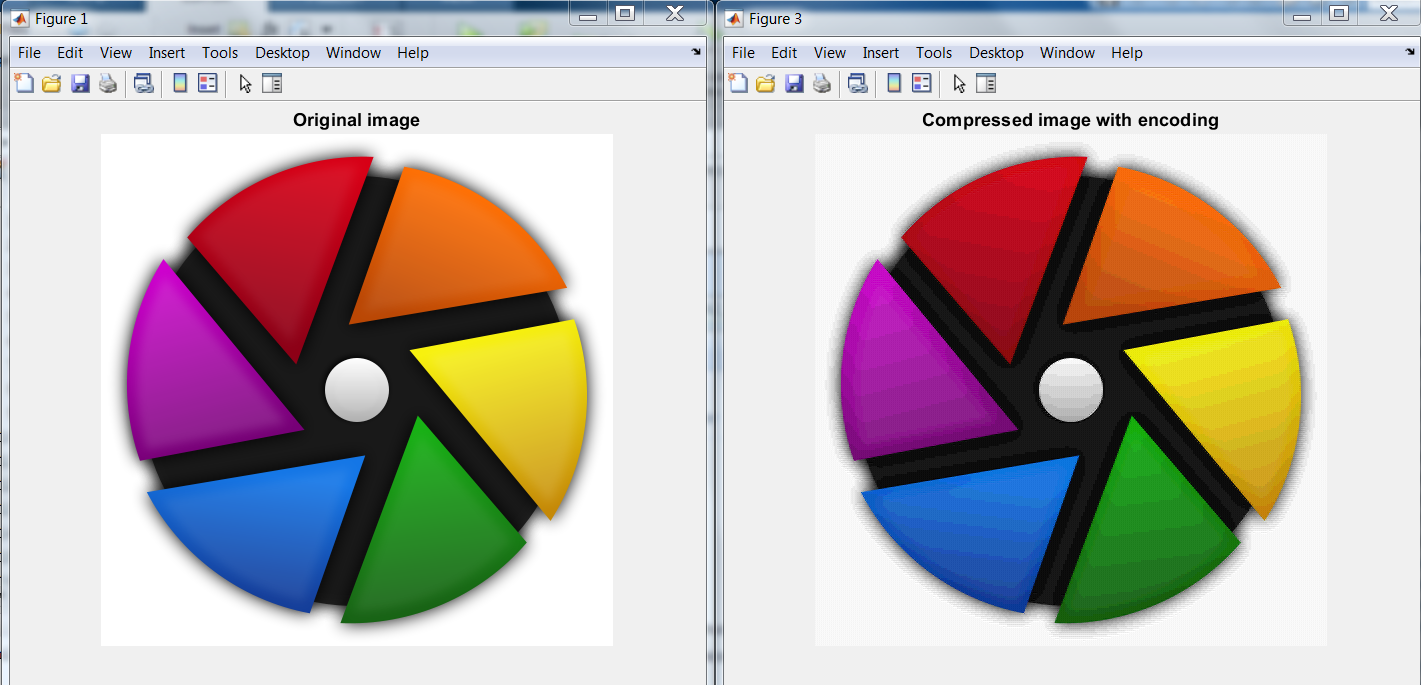 Figure 1
File Edit View Insert Tools Desktop Window Help
Original image
Figure 3
File Edit View Insert Tools Desktop Window Help
Compressed image with encoding